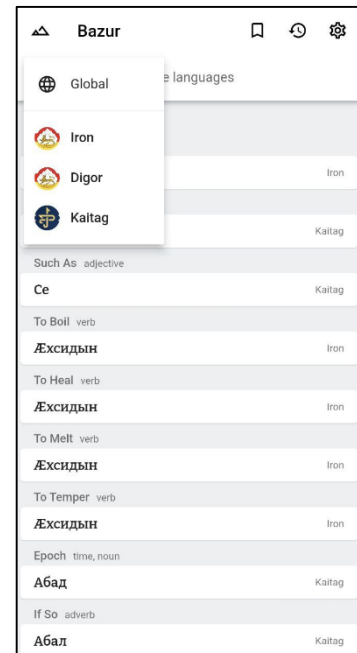 Bazur
Global
e languages
Iron
Digor
Kaitag
Iron
Kaitag
Such As adjective
Се Kaitag
To Boil verb
Æхсидын Iron
To Heal verb
Æхсидын Iron
To Melt verb
Æхсидын Iron
To Temper verb
Æхсидын Iron
Epoch time, noun
Абад Kaitag
If So adverb
Абал Kaitag